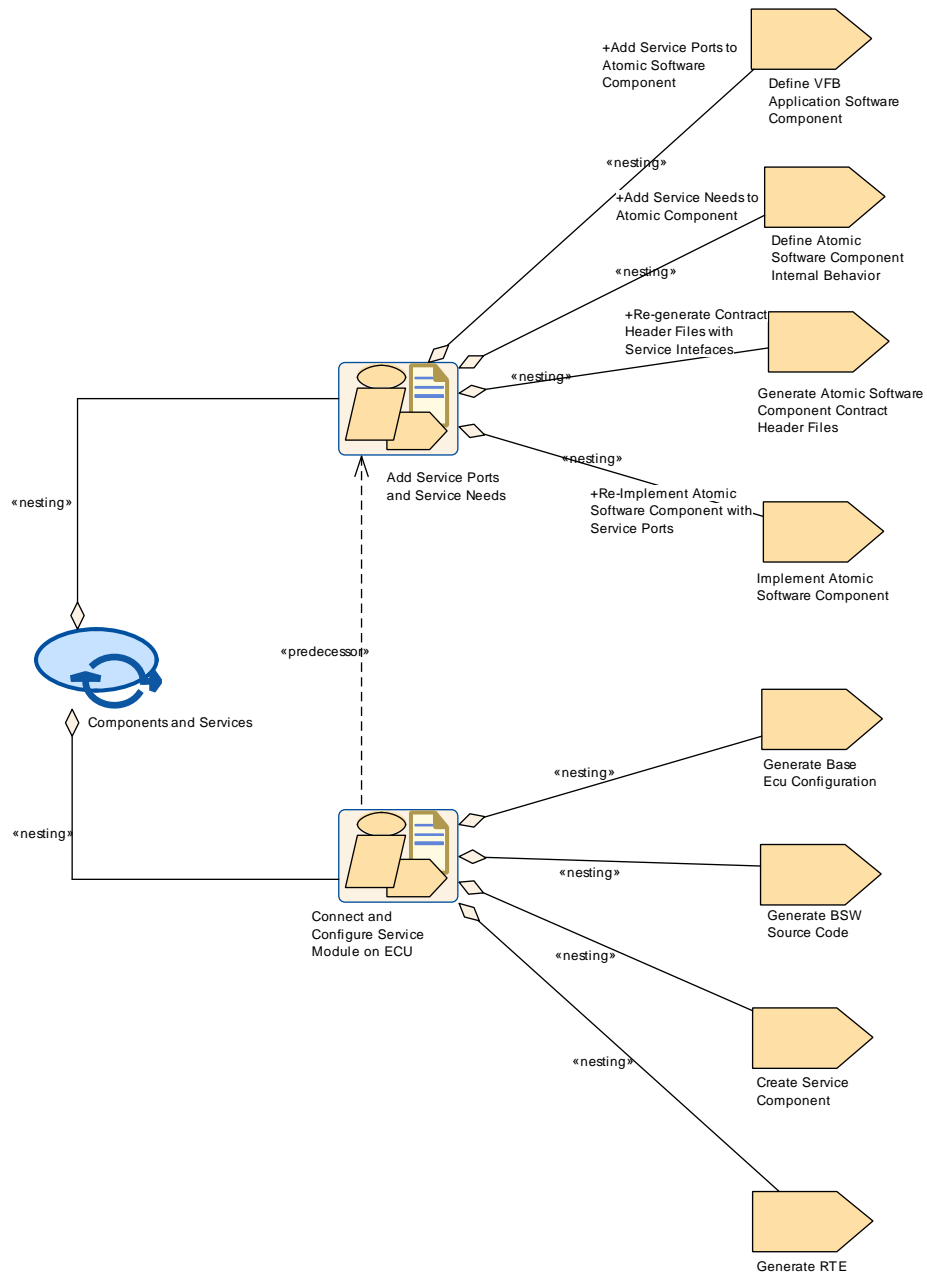 +Add Service Ports to
Atomic Software
Component
Define VFB
Application Software
Component
«nesting»
+Add Service Needs to
Atomic Component
Define Atomic
Software Component
Internal Behavior
«nesting»
+Re-generate Contract
Header Files with
Service Intefaces
«nesting»
Generate Atomic Software
Component Contract
Header Files
«nesting»
Add Service Ports
and Service Needs
+Re-Implement Atomic
Software Component with
Service Ports
«nesting»
Implement Atomic
Software Component
«predecessor»
Components and Services
Generate Base
Ecu Configuration
«nesting»
«nesting»
«nesting»
Connect and
Configure Service
Module on ECU
Generate BSW
Source Code
«nesting»
«nesting»
Create Service
Component
Generate RTE